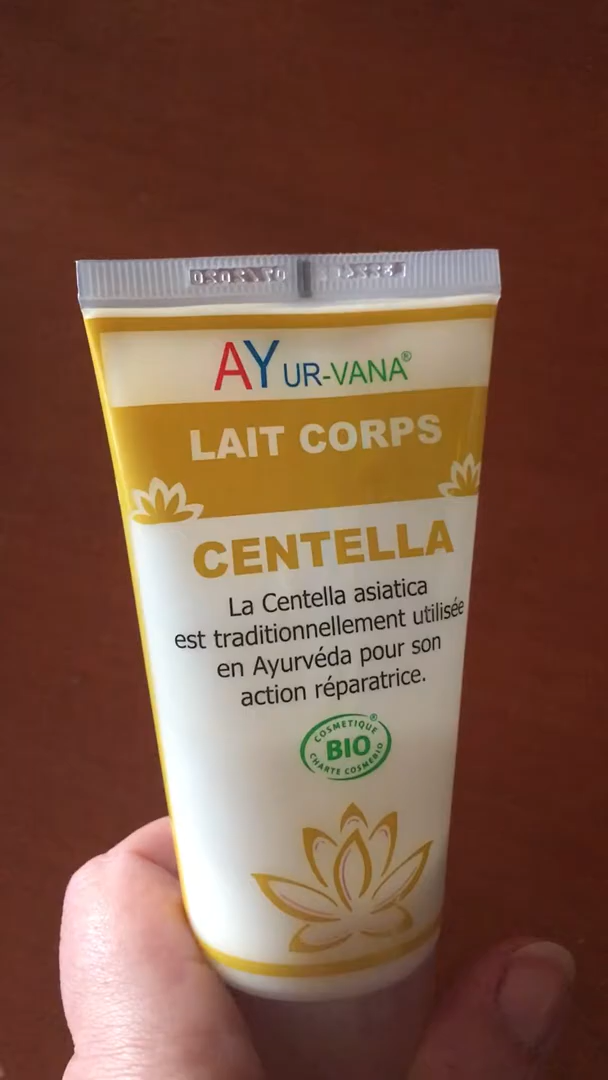 AYUR-VANA®
LAIT CORPS
CENTELLA
La Centella asiatica
est traditionnellement utilisée
en Ayurvéda pour son
action réparatrice.
COSMETIQUE ®
BIO
CHARTE COSMEBIO